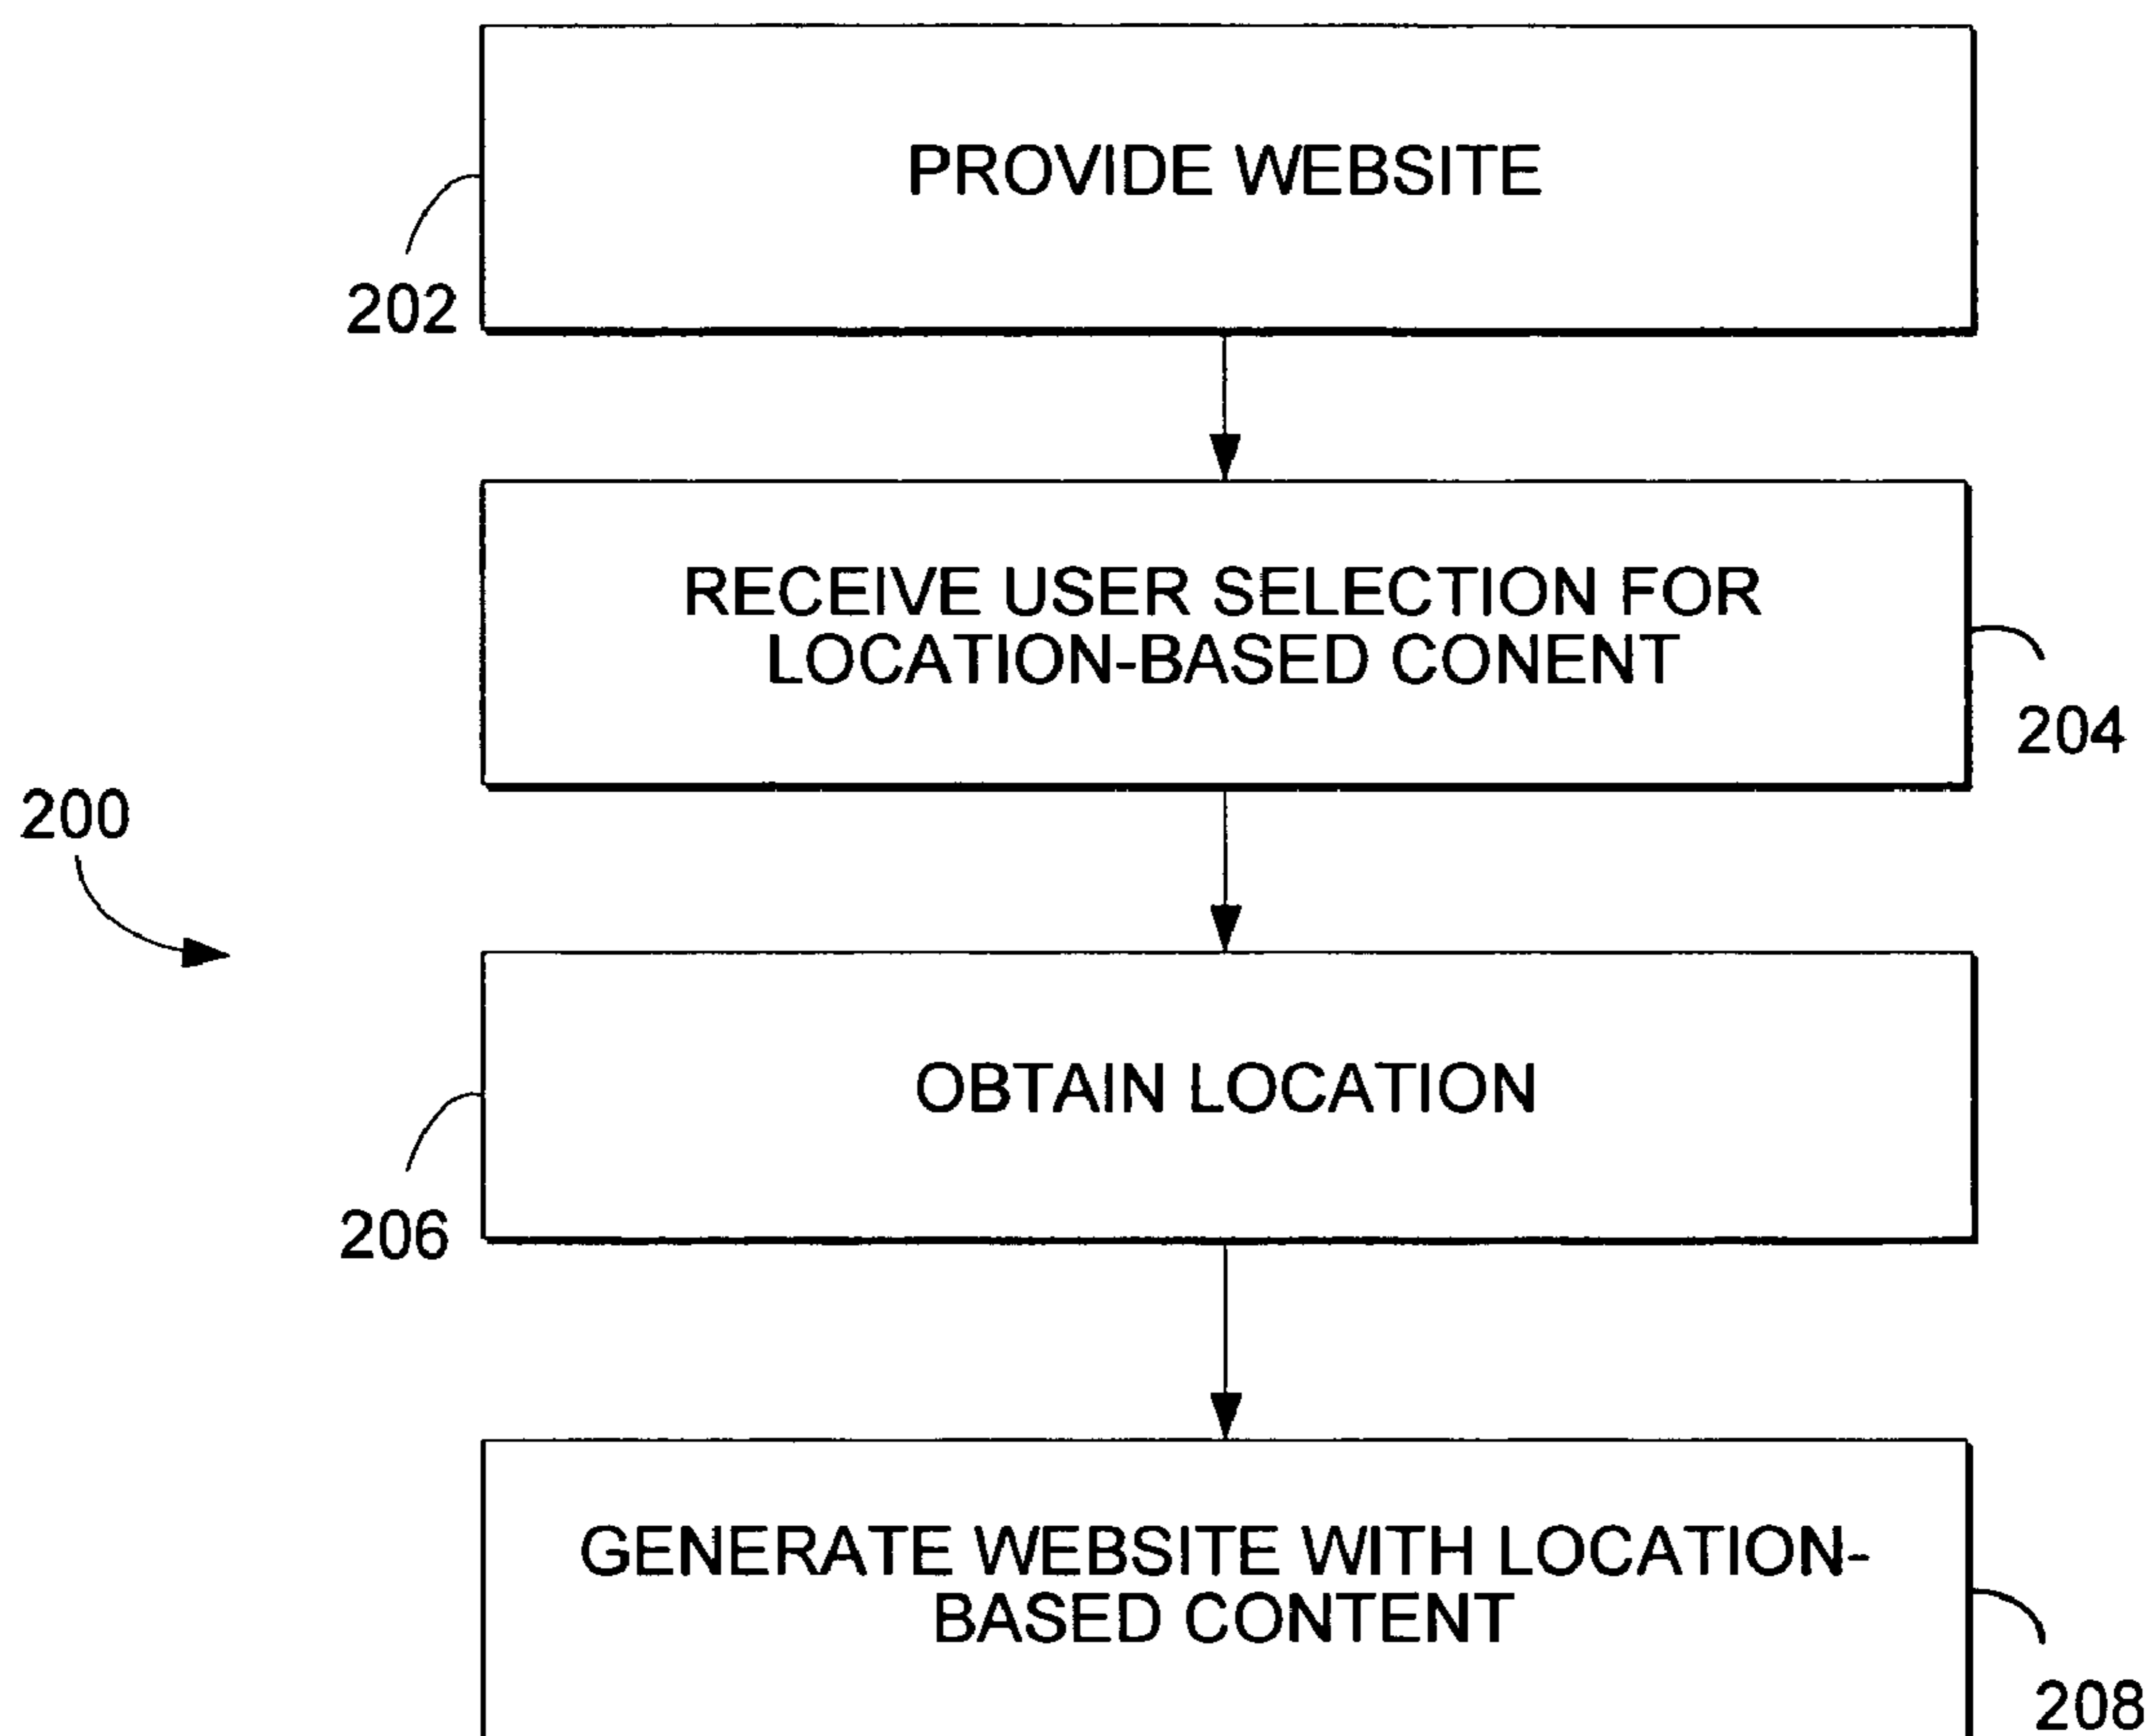 PROVIDE WEBSITE
202
RECEIVE USER SELECTION FOR
LOCATION-BASED CONENT
204
200
OBTAIN LOCATION
206
GENERATE WEBSITE WITH LOCATION-
BASED CONTENT
208